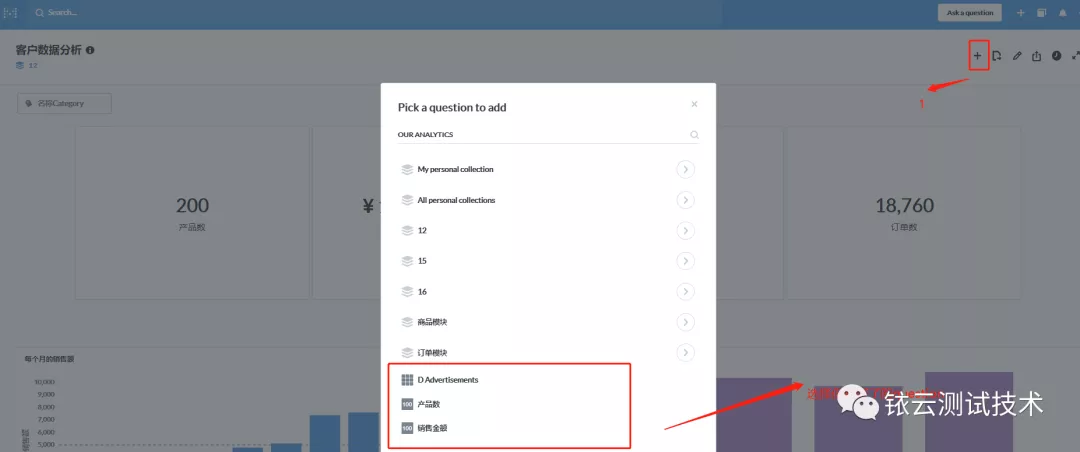 Search...
Ask a question
客户数据分析
12
1
名称Category
Pick a question to add
OUR ANALYTICS
My personal collection
All personal collections
12
15
16
商品模块
订单模块
D Advertisements
100 产品数
100 销售金额
200
产品数
¥
18,760
订单数
每个月的销售额
10,000
9,000
8,000
7,000
6,000
5,000
铱云测试技术